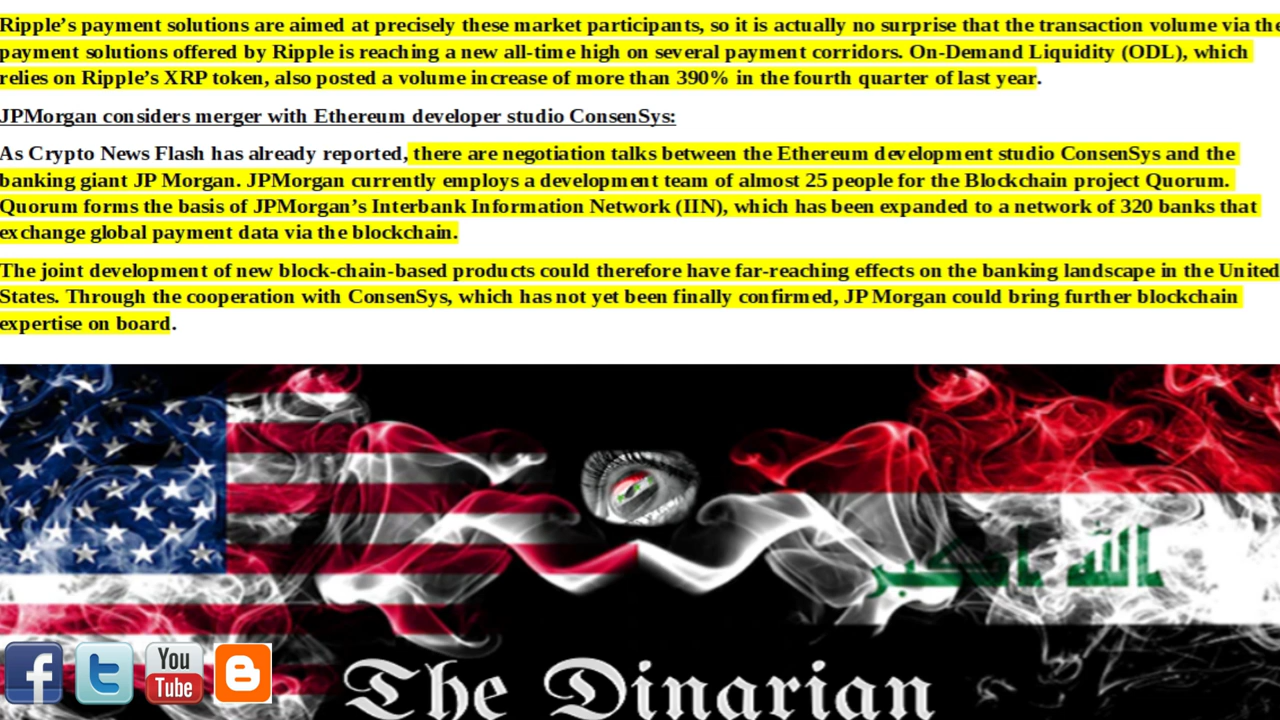 Ripple’s payment solutions are aimed at precisely these market participants, so it is actually no surprise that the transaction volume via the
payment solutions offered by Ripple is reaching a new all-time high on several payment corridors. On-Demand Liquidity (ODL), which
relies on Ripple’s XRP token, also posted a volume increase of more than 390% in the fourth quarter of last year.
JPMorgan considers merger with Ethereum developer studio ConsenSys:
As Crypto News Flash has already reported, there are negotiation talks between the Ethereum development studio ConsenSys and the
banking giant JP Morgan. JPMorgan currently employs a development team of almost 25 people for the Blockchain project Quorum.
Quorum forms the basis of JPMorgan’s Interbank Information Network (IIN), which has been expanded to a network of 320 banks that
exchange global payment data via the blockchain.
The joint development of new block-chain-based products could therefore have far-reaching effects on the banking landscape in the United
States. Through the cooperation with ConsenSys, which has not yet been finally confirmed, JP Morgan could bring further blockchain
expertise on board.
الله اكبر
You
Tube
The Dinarian